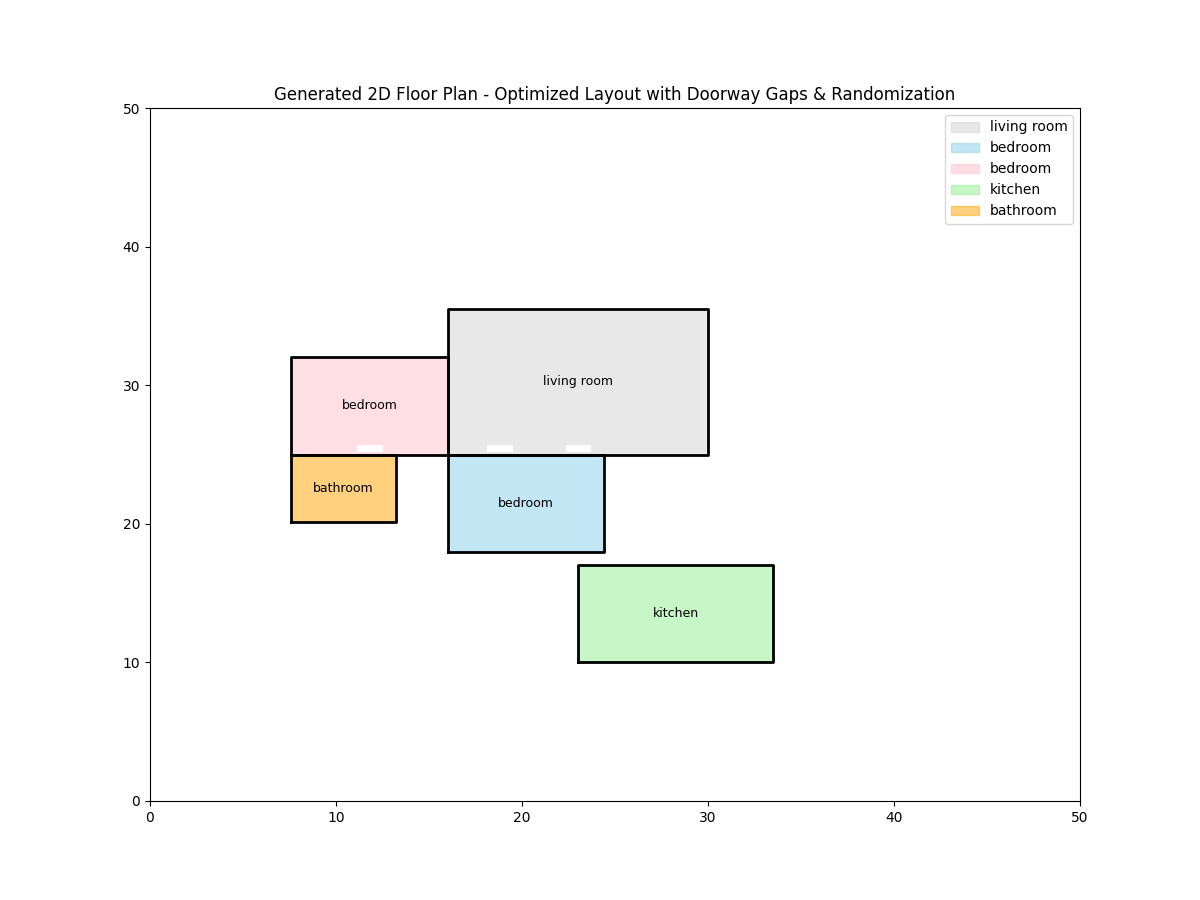 Generated 2D Floor Plan - Optimized Layout with Doorway Gaps & Randomization
living room
bedroom
bedroom
kitchen
bathroom
50
40
30
20
10
0
living room
bedroom
bathroom
bedroom
kitchen
0
10
20
30
40
50